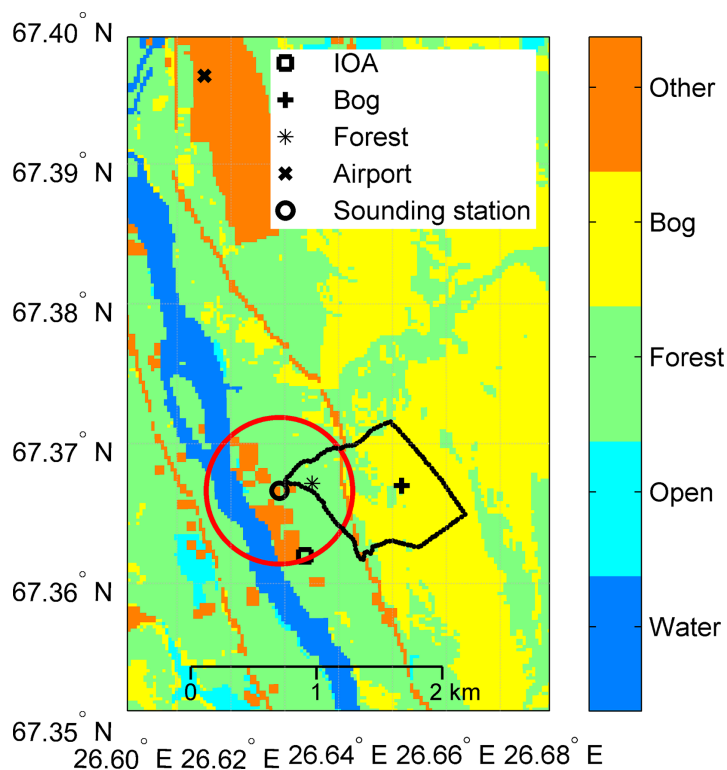 67.40° N
67.39° N
67.38° N
67.37° N
67.36° N
67.35° N
26.60° E 26.62° E 26.64° E 26.66° E 26.68° E
IOA
Bog
Forest
Airport
Sounding station
0 1 2 km
Other
Bog
Forest
Open
Water